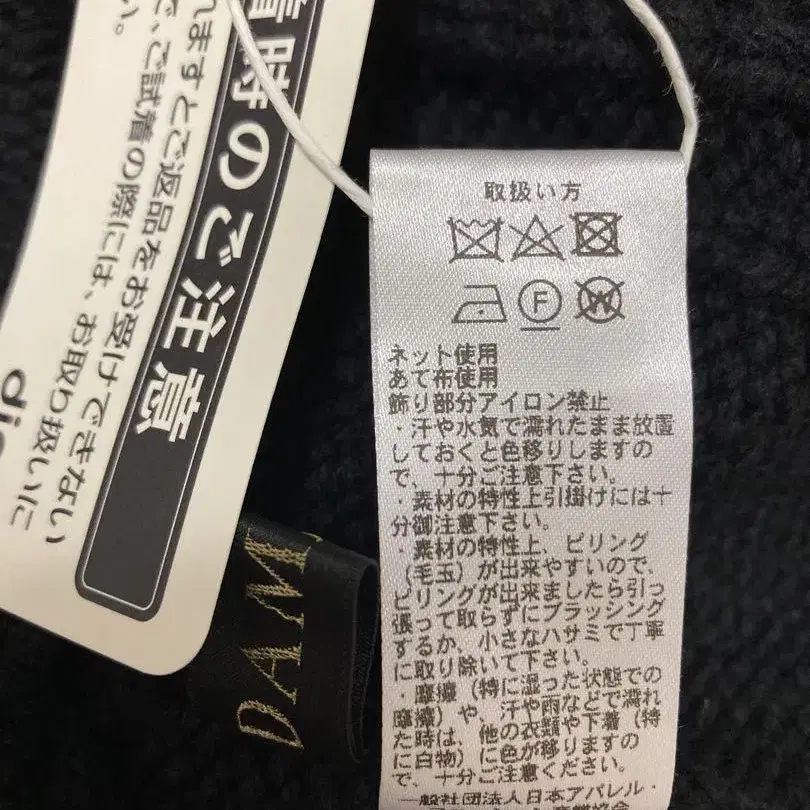 着時のご注意
れますとご返品をお受けできない
で、ご試着の際には、お取り扱いに
い。
DAM
取扱い方
F
W
ネット使用
あて布使用
飾り部分アイロン禁止
・汗や水気で濡れたまま放置
しておくと色移りしますの
で、十分ご注意下さい。
・素材の特性上引掛けには十
分御注意下さい。
・素材の特性上、ピリング
（毛玉）が出来やすいので、
ピリングが出来ましたら引っ
張って取らずにブラッシング
するか、小さなハサミで丁寧
に取り除いて下さい。
・摩擦（特に湿った状態での
摩擦）や、汗や雨などで濡れ
た時は、他の衣類や下着（特
に白物）に色が移りますの
で、十分ご注意ください。
一般社団法人日本アパレル・